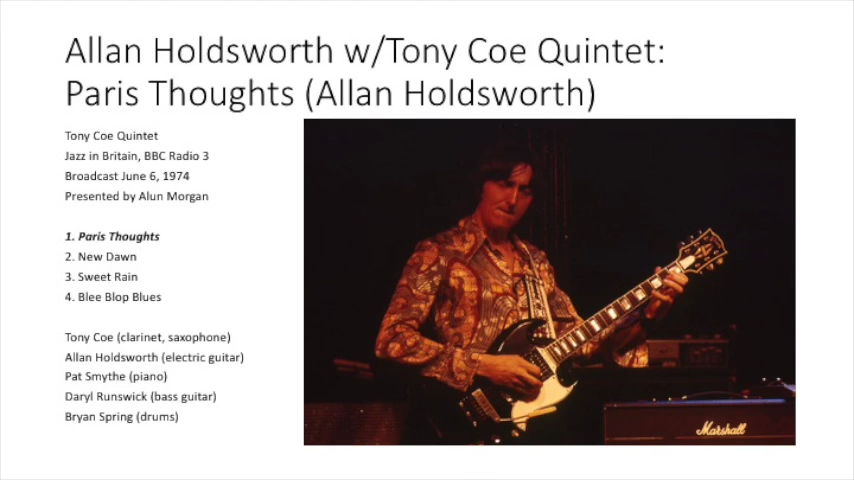 Allan Holdsworth w/Tony Coe Quintet:
Paris Thoughts (Allan Holdsworth)
Tony Coe Quintet
Jazz in Britain, BBC Radio 3
Broadcast June 6, 1974
Presented by Alun Morgan
1. Paris Thoughts
2. New Dawn
3. Sweet Rain
4. Blee Blop Blues
Tony Coe (clarinet, saxophone)
Allan Holdsworth (electric guitar)
Pat Smythe (piano)
Daryl Runswick (bass guitar)
Bryan Spring (drums)
Marshall